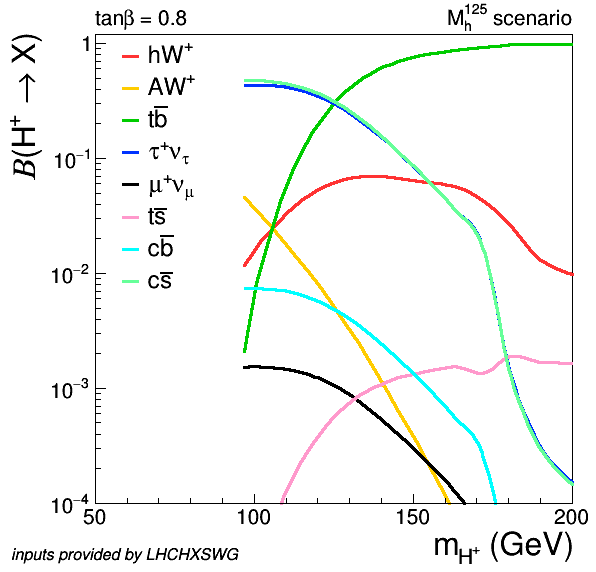 tanβ = 0.8
M_h^125 scenario
B(H⁺ → X)
1
10⁻¹
10⁻²
10⁻³
10⁻⁴
hW⁺
AW⁺
tb̅
τ⁺ν_τ
μ⁺ν_μ
ts̅
cb̅
cs̅
50 100 150 200
m_H⁺ (GeV)
inputs provided by LHCHXSWG